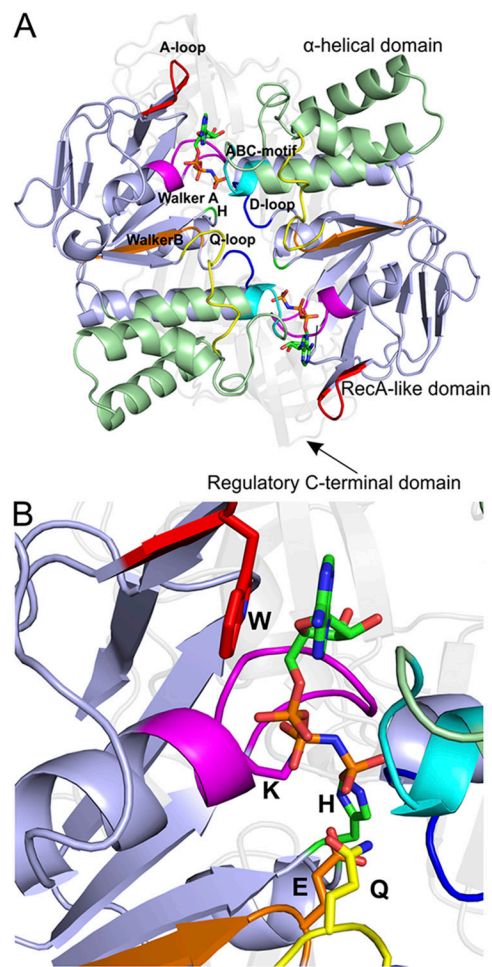 A
A-loop
α-helical domain
ABC-motif
Walker A
H
D-loop
WalkerB
Q-loop
RecA-like domain
Regulatory C-terminal domain
B
W
K
H
E
Q